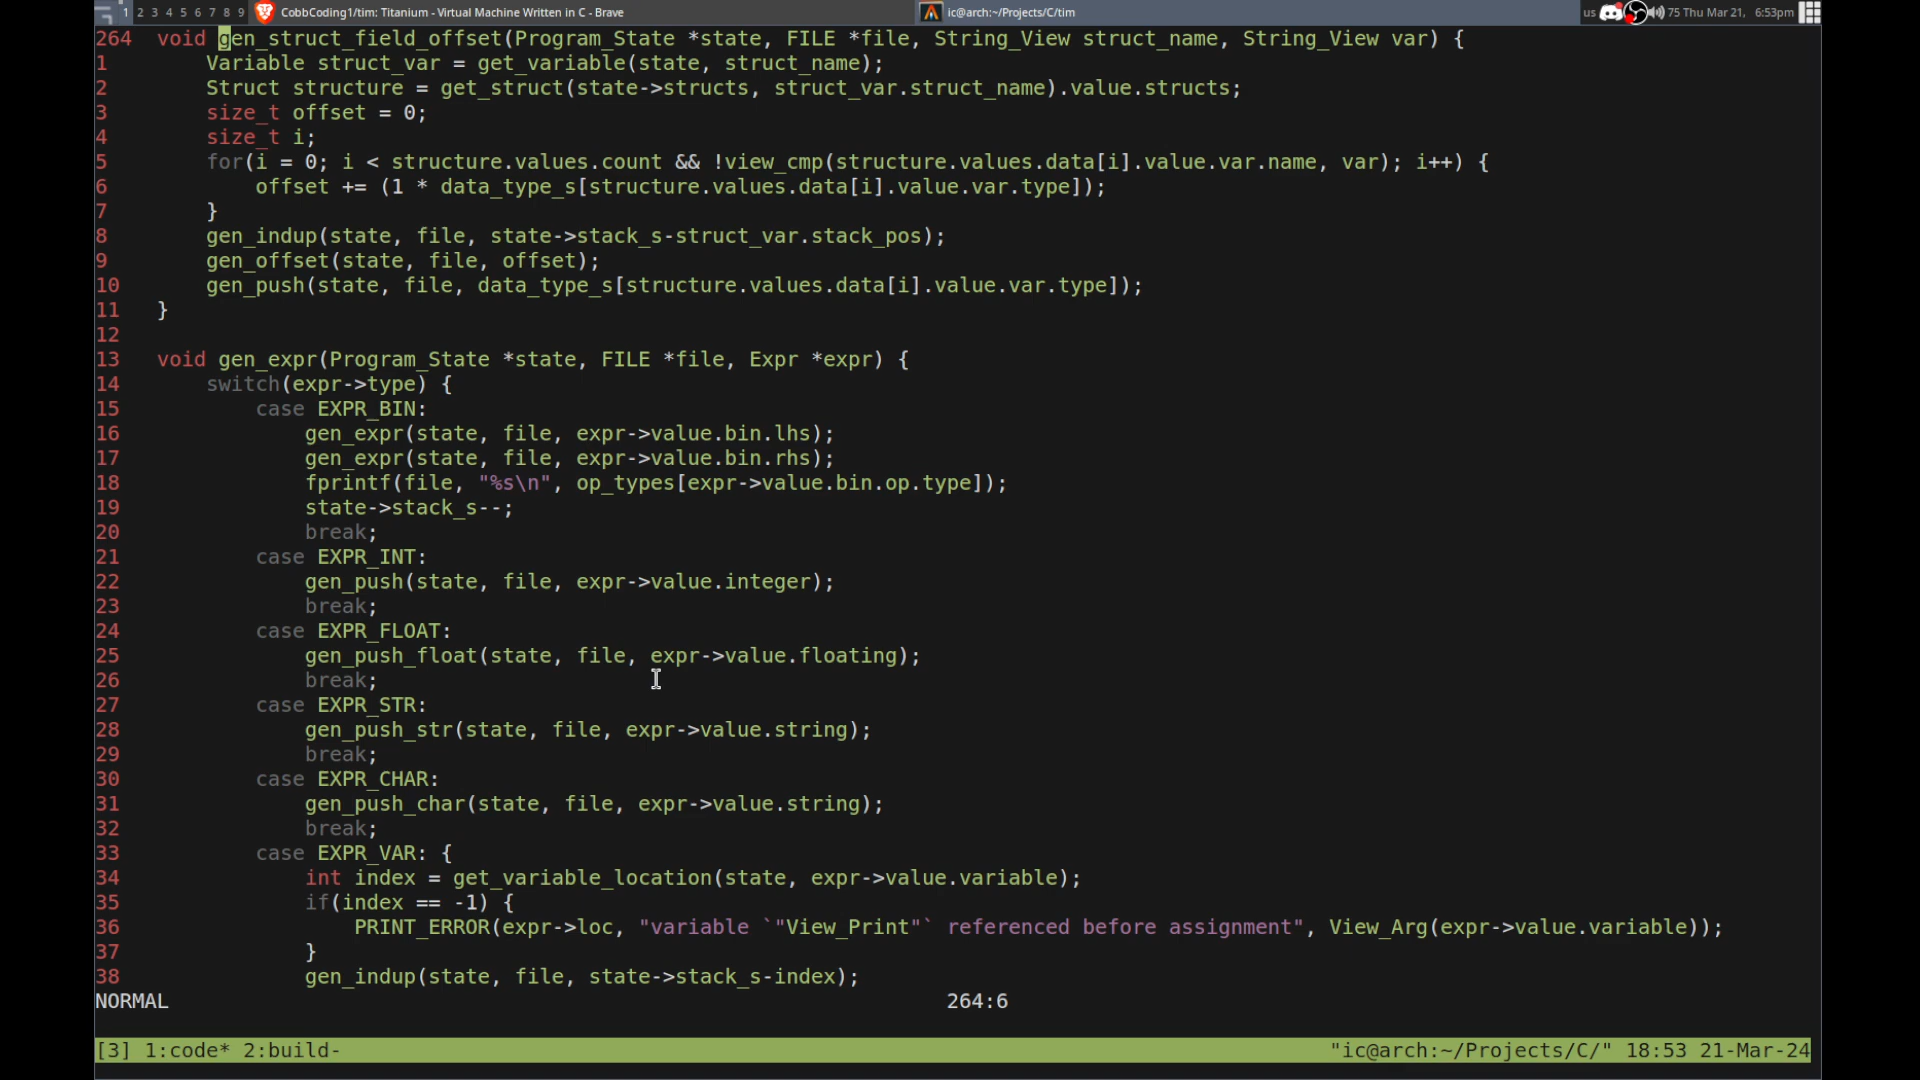 1 2 3 4 5 6 7 8 9 CobbCoding1/tim: Titanium - Virtual Machine Written in C - Brave ic@arch:~/Projects/C/tim us 75 Thu Mar 21, 6:53pm
264 void gen_struct_field_offset(Program_State *state, FILE *file, String_View struct_name, String_View var) {
1 Variable struct_var = get_variable(state, struct_name);
2 Struct structure = get_struct(state->structs, struct_var.struct_name).value.structs;
3 size_t offset = 0;
4 size_t i;
5 for(i = 0; i < structure.values.count && !view_cmp(structure.values.data[i].value.var.name, var); i++) {
6 offset += (1 * data_type_s[structure.values.data[i].value.var.type]);
7 }
8 gen_indup(state, file, state->stack_s-struct_var.stack_pos);
9 gen_offset(state, file, offset);
10 gen_push(state, file, data_type_s[structure.values.data[i].value.var.type]);
11 }
12
13 void gen_expr(Program_State *state, FILE *file, Expr *expr) {
14 switch(expr->type) {
15 case EXPR_BIN:
16 gen_expr(state, file, expr->value.bin.lhs);
17 gen_expr(state, file, expr->value.bin.rhs);
18 fprintf(file, "%s\n", op_types[expr->value.bin.op.type]);
19 state->stack_s--;
20 break;
21 case EXPR_INT:
22 gen_push(state, file, expr->value.integer);
23 break;
24 case EXPR_FLOAT:
25 gen_push_float(state, file, expr->value.floating);
26 break;
27 case EXPR_STR:
28 gen_push_str(state, file, expr->value.string);
29 break;
30 case EXPR_CHAR:
31 gen_push_char(state, file, expr->value.string);
32 break;
33 case EXPR_VAR: {
34 int index = get_variable_location(state, expr->value.variable);
35 if(index == -1) {
36 PRINT_ERROR(expr->loc, "variable `"View_Print"` referenced before assignment", View_Arg(expr->value.variable));
37 }
38 gen_indup(state, file, state->stack_s-index);
NORMAL 264:6
[3] 1:code* 2:build- "ic@arch:~/Projects/C/" 18:53 21-Mar-24